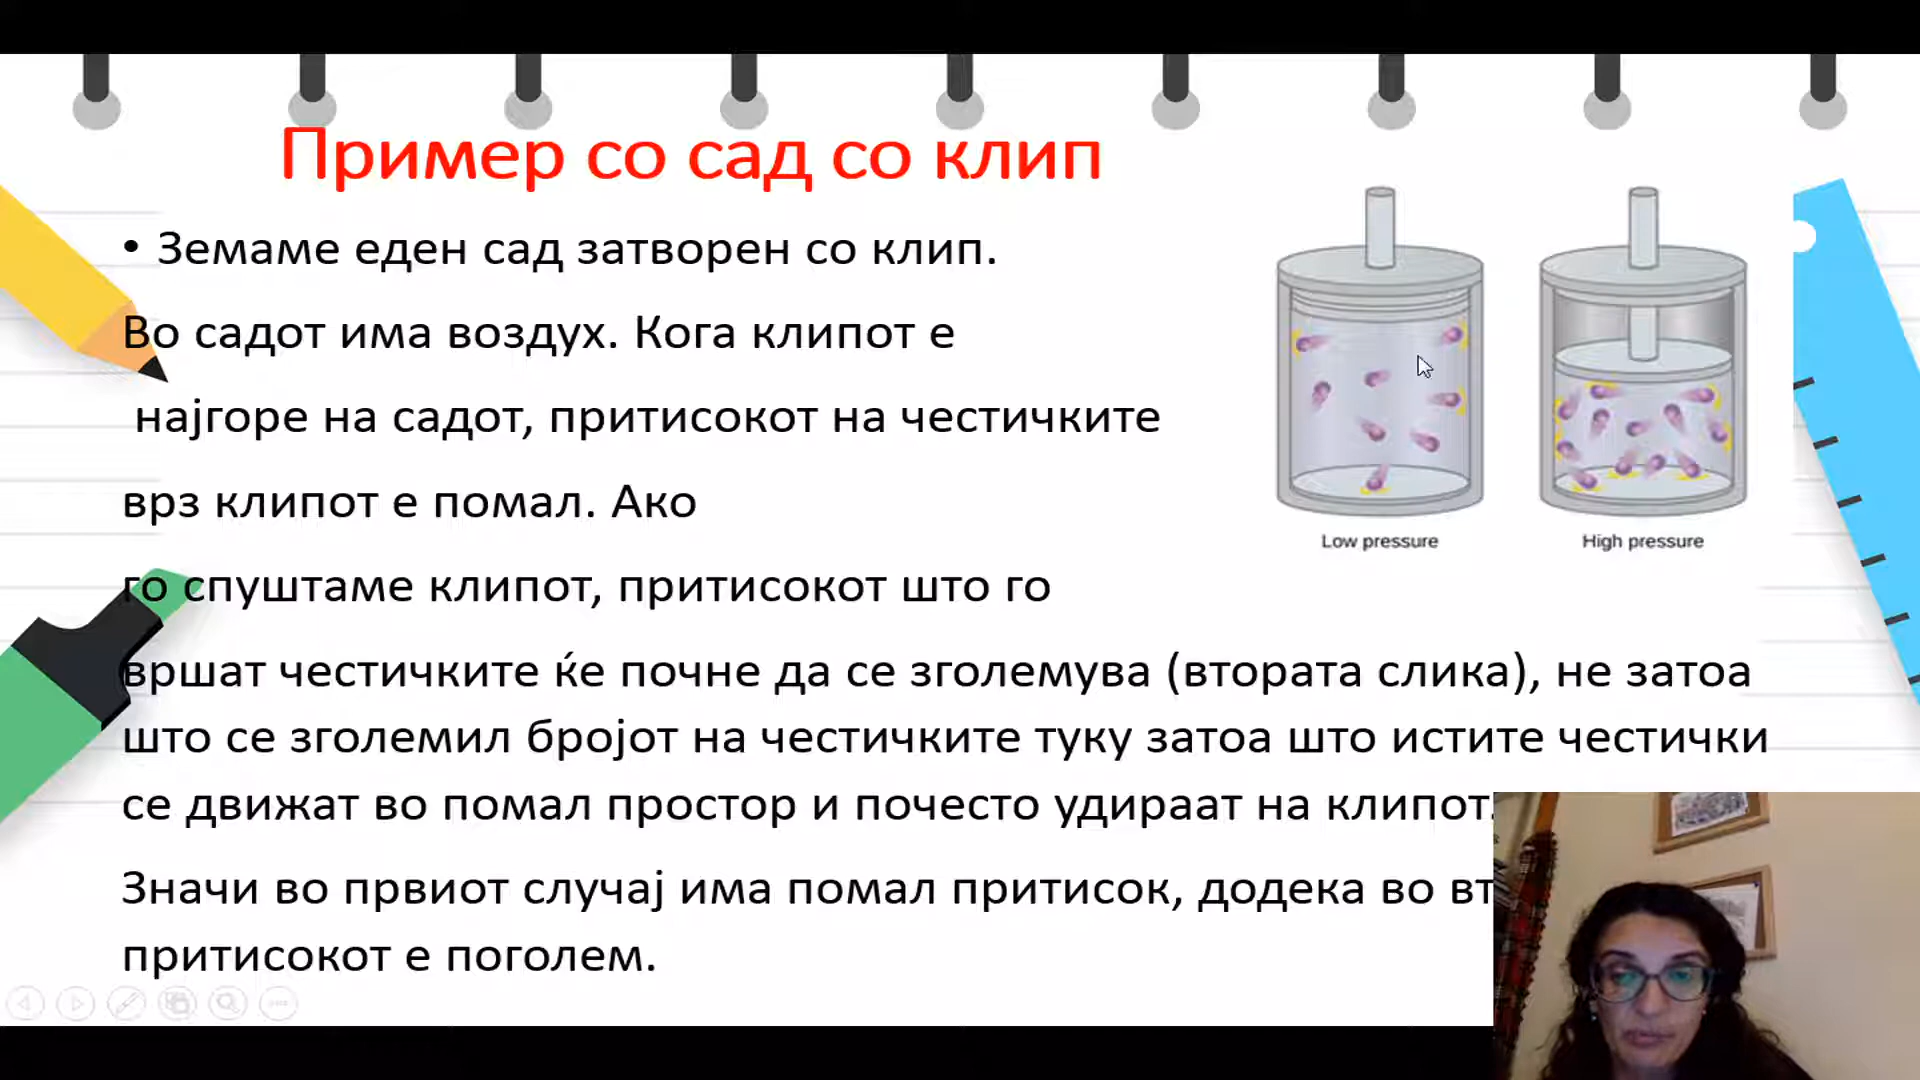 Пример со сад со клип
• Земаме еден сад затворен со клип.
Во садот има воздух. Кога клипот е
најгоре на садот, притисокот на честичките
врз клипот е помал. Ако
го спуштаме клипот, притисокот што го
вршат честичките ќе почне да се зголемува (втората слика), не затоа
што се зголемил бројот на честичките туку затоа што истите честички
се движат во помал простор и почесто удираат на клипот.
Значи во првиот случај има помал притисок, додека во
притисокот е поголем.
Low pressure
High pressure